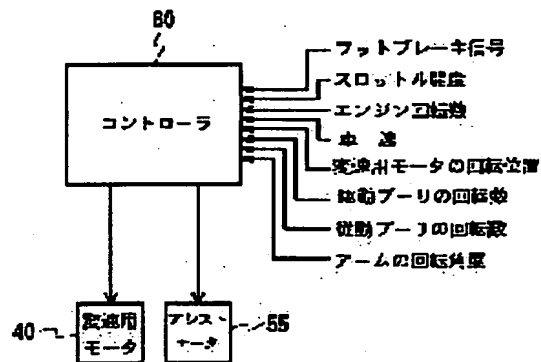 60
コントローラ
フットブレーキ信号
スロットル開度
エンジン回転数
車速
変速用モータの回転位置
駆動プーリの回転数
従動プーリの回転数
アームの回転角度
40
変速用
モータ
55